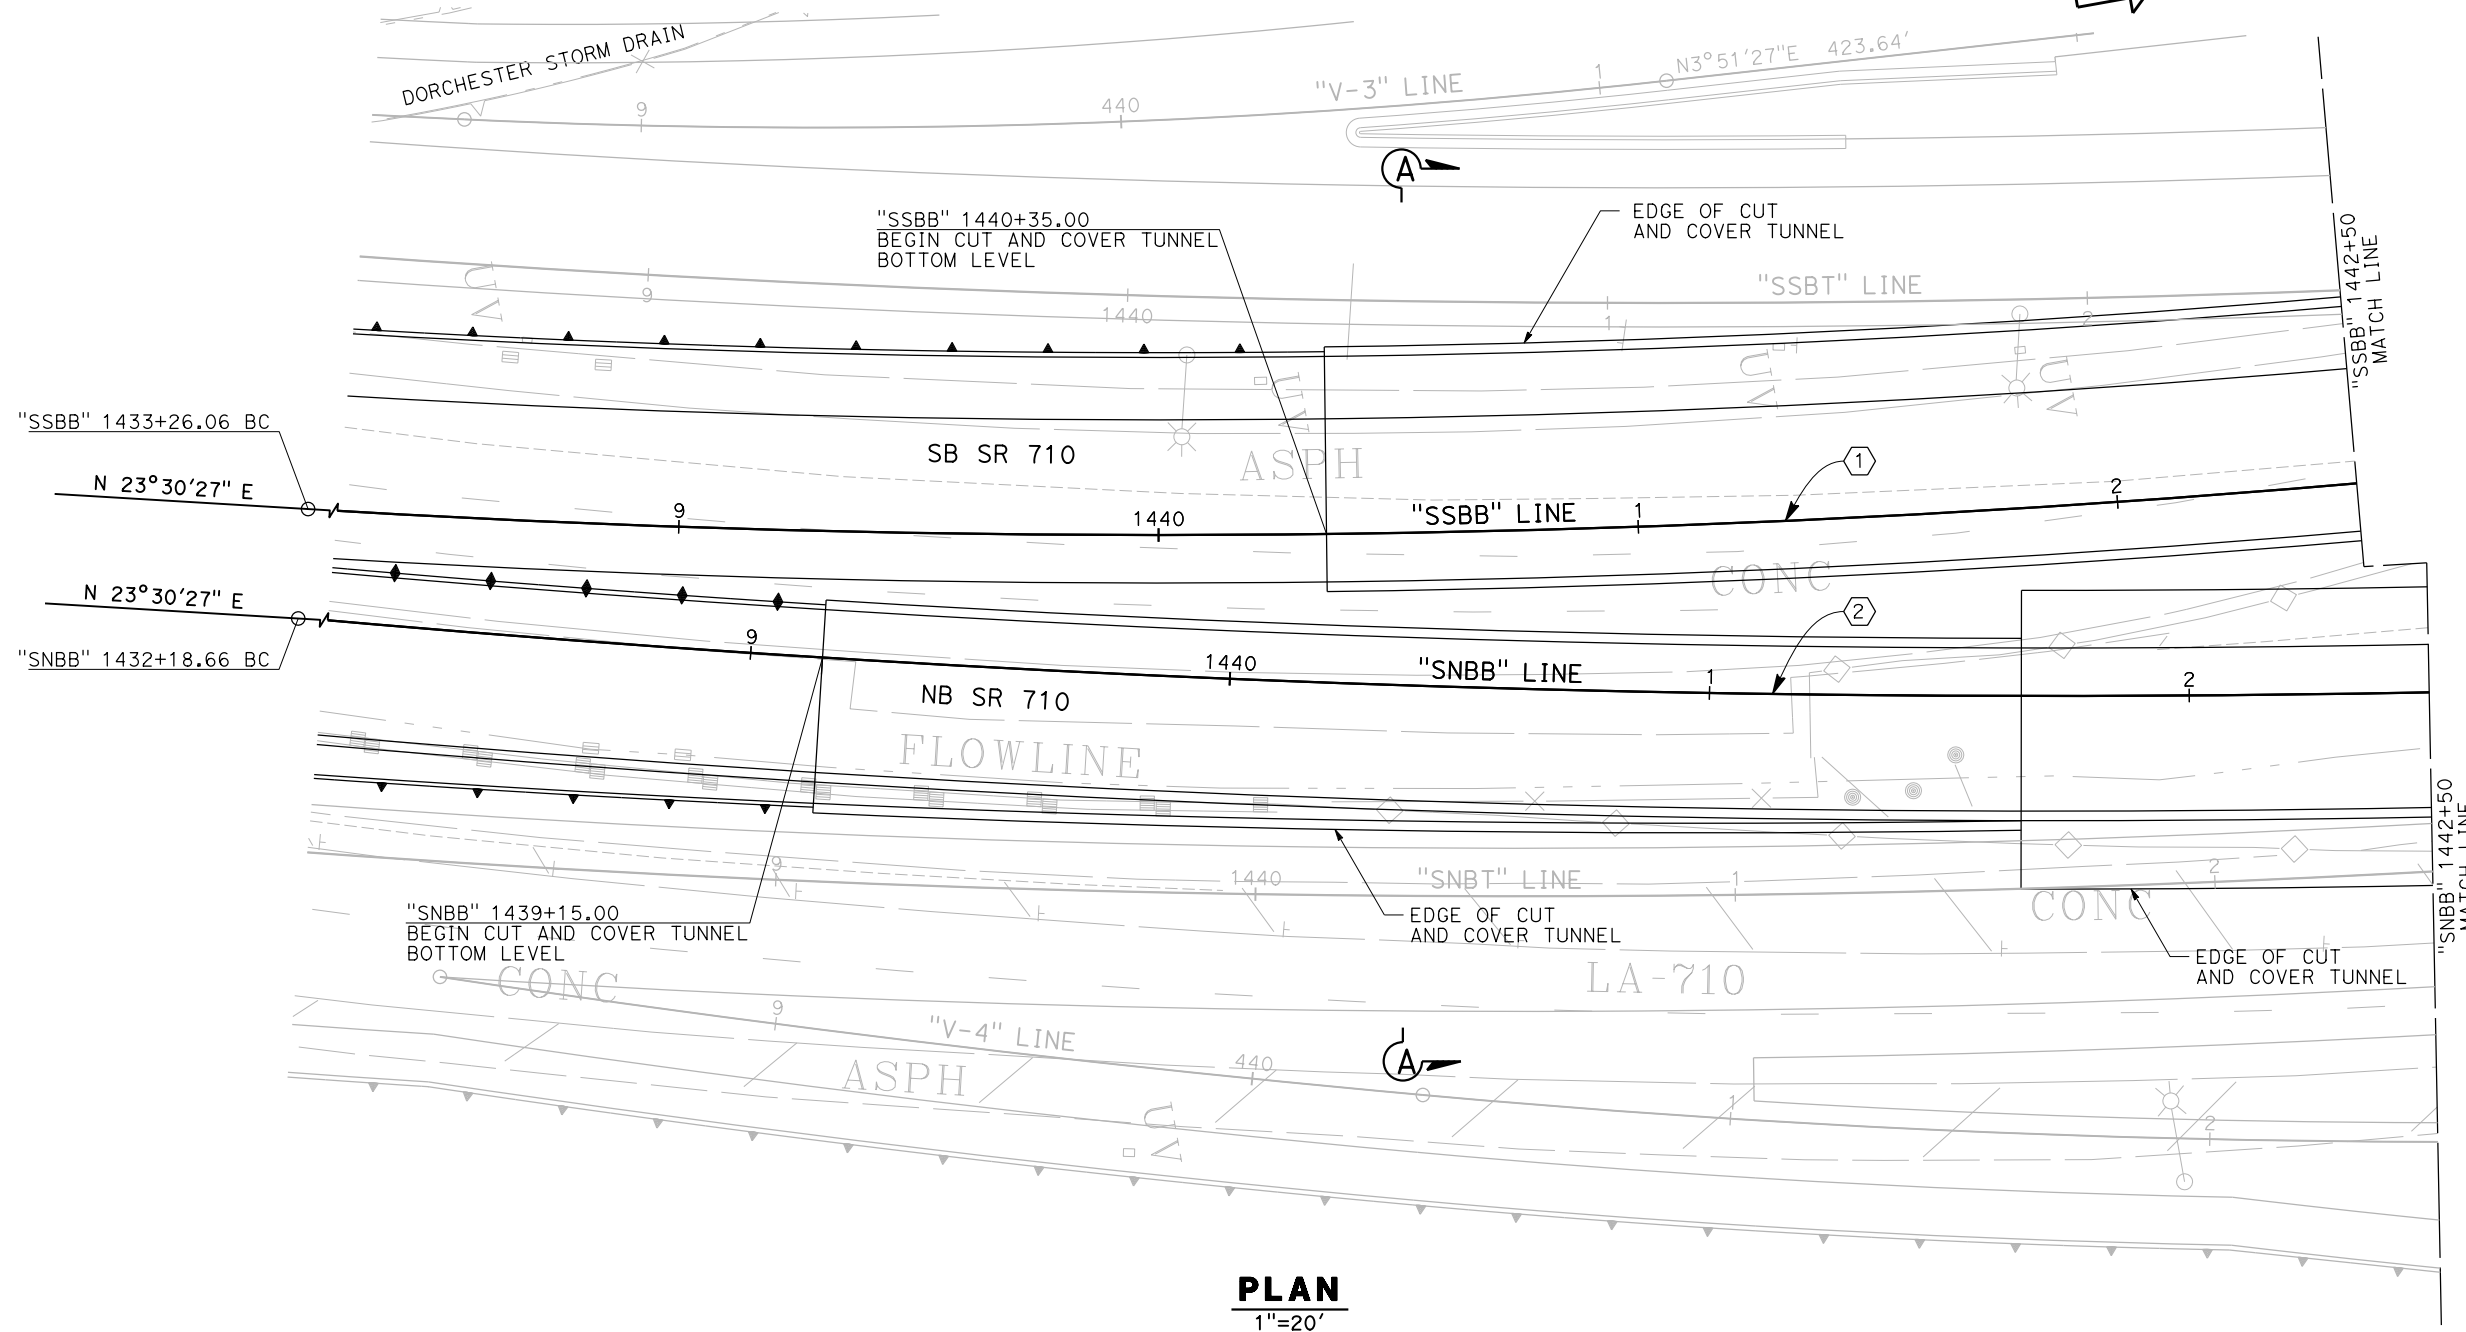 DORCHESTER STORM DRAIN
9
440
"V-3" LINE
1
N3°51'27"E 423.64'
A
"SSBB" 1440+35.00
BEGIN CUT AND COVER TUNNEL
BOTTOM LEVEL
EDGE OF CUT
AND COVER TUNNEL
"SSBB" 1442+50
MATCH LINE
9
1440
1
"SSBT" LINE
2
UV
UV
UV
UV
"SSBB" 1433+26.06 BC
SB SR 710
ASPH
1
N 23°30'27" E
9
1440
"SSBB" LINE
1
2
CONC
N 23°30'27" E
2
"SNBB" 1432+18.66 BC
9
1440
"SNBB" LINE
1
2
NB SR 710
FLOWLINE
9
1440
"SNBT" LINE
1
2
CONC
"SNBB" 1442+50
MATCH LINE
"SNBB" 1439+15.00
BEGIN CUT AND COVER TUNNEL
BOTTOM LEVEL
EDGE OF CUT
AND COVER TUNNEL
EDGE OF CUT
AND COVER TUNNEL
CONC
LA-710
9
"V-4" LINE
440
A
1
2
ASPH
UV
PLAN
1"=20'